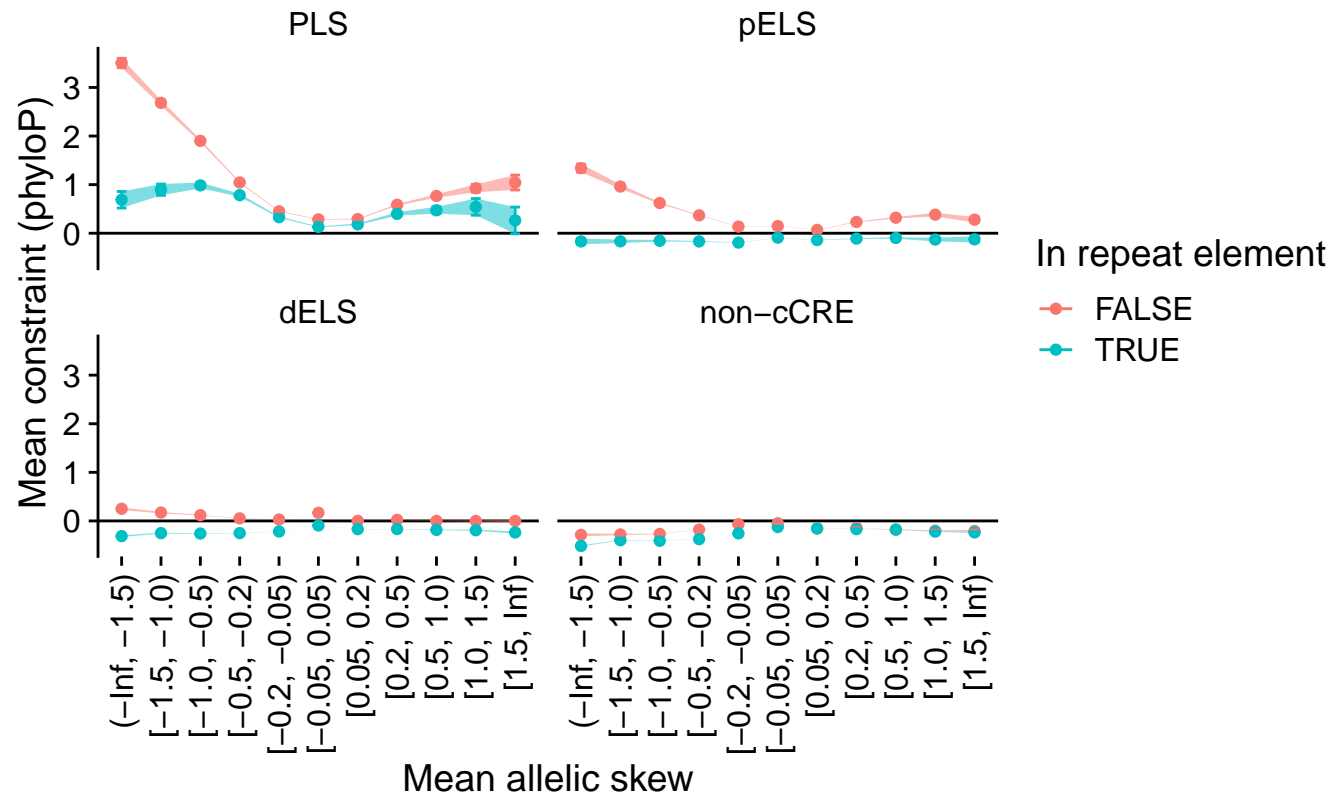 PLS
pELS
Mean constraint (phyloP)
3
2
1
0
In repeat element
FALSE
TRUE
dELS
non−cCRE
3
2
1
0
(−Inf, −1.5)
[−1.5, −1.0)
[−1.0, −0.5)
[−0.5, −0.2)
[−0.2, −0.05)
[−0.05, 0.05)
[0.05, 0.2)
[0.2, 0.5)
[0.5, 1.0)
[1.0, 1.5)
[1.5, Inf)
(−Inf, −1.5)
[−1.5, −1.0)
[−1.0, −0.5)
[−0.5, −0.2)
[−0.2, −0.05)
[−0.05, 0.05)
[0.05, 0.2)
[0.2, 0.5)
[0.5, 1.0)
[1.0, 1.5)
[1.5, Inf)
Mean allelic skew